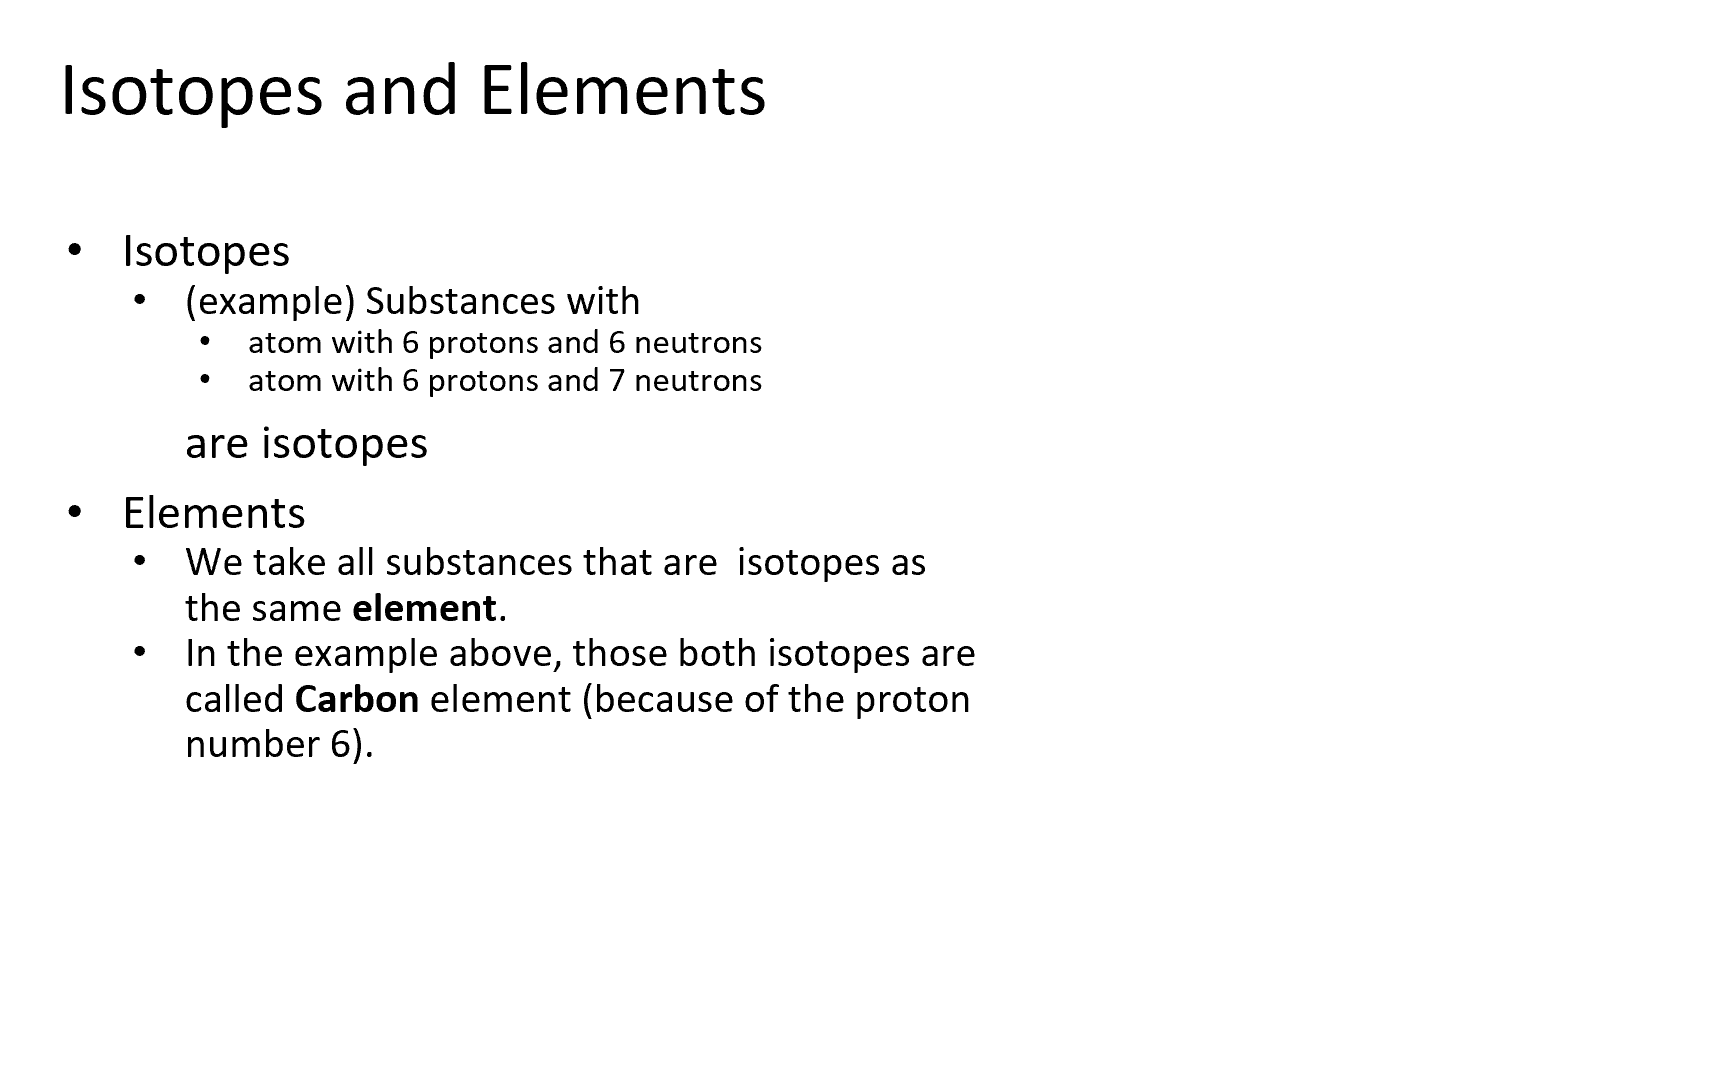 Isotopes and Elements
• Isotopes
• (example) Substances with
• atom with 6 protons and 6 neutrons
• atom with 6 protons and 7 neutrons
are isotopes
• Elements
• We take all substances that are  isotopes as
the same element.
• In the example above, those both isotopes are
called Carbon element (because of the proton
number 6).